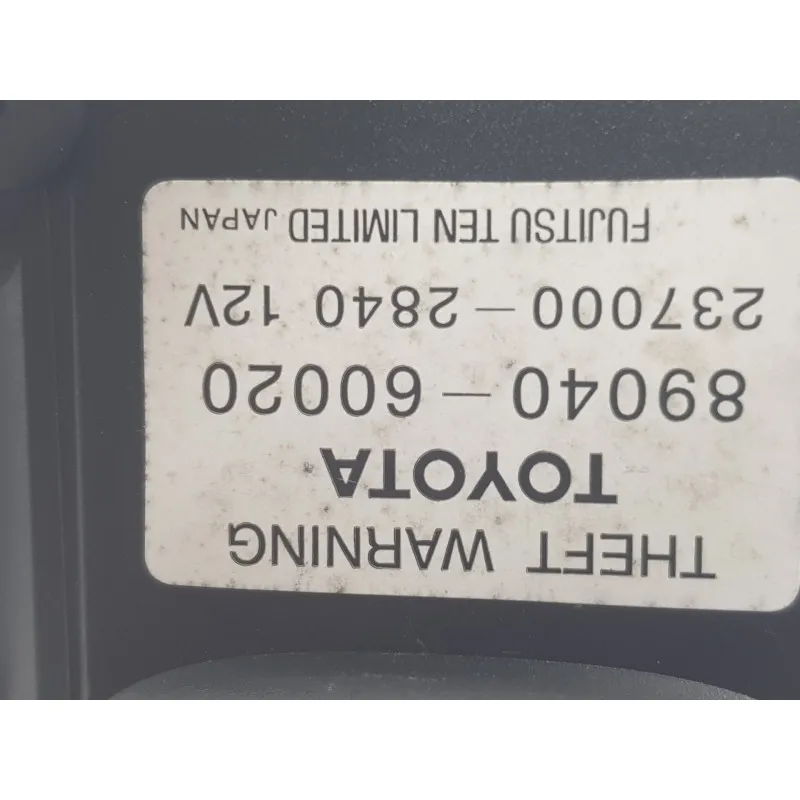 THEFT WARNING
TOYOTA
89040-60020
237000-2840 12V
FUJITSU TEN LIMITED JAPAN